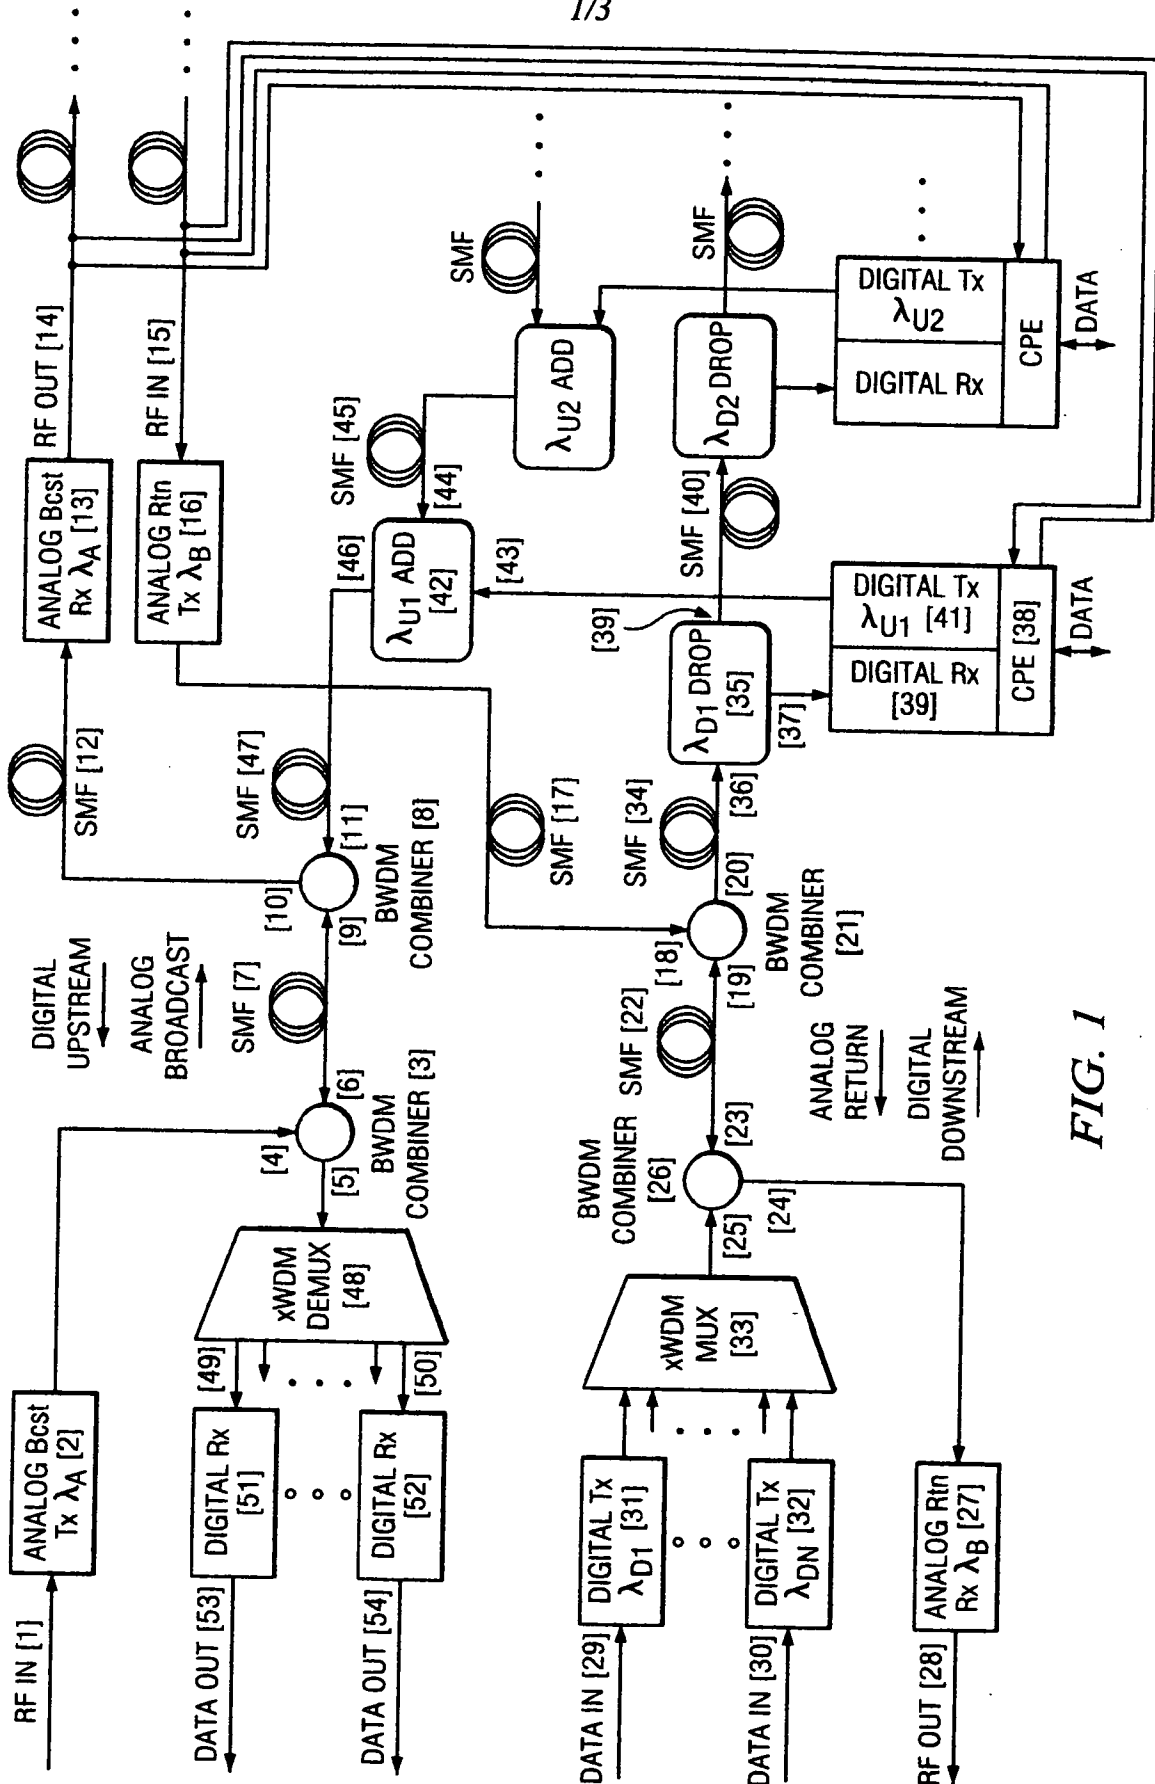 1/3
RF IN [1]
ANALOG Bcst
Tx λA [2]
DATA OUT [53]
DIGITAL Rx
[51]
DATA OUT [54]
DIGITAL Rx
[52]
[49]
[50]
xWDM
DEMUX
[48]
[4]
[5]
[6]
BWDM
COMBINER [3]
DIGITAL
UPSTREAM
ANALOG
BROADCAST
SMF [7]
[9]
[10]
[11]
BWDM
COMBINER [8]
SMF [12]
SMF [47]
ANALOG Bcst
Rx λA [13]
RF OUT [14]
ANALOG Rtn
Tx λB [16]
RF IN [15]
[46]
λU1 ADD
[42]
[44]
SMF [45]
[43]
λU2 ADD
SMF
SMF [17]
DATA IN [29]
DIGITAL Tx
λD1 [31]
DATA IN [30]
DIGITAL Tx
λDN [32]
xWDM
MUX
[33]
RF OUT [28]
ANALOG Rtn
Rx λB [27]
[25]
[24]
[23]
BWDM
COMBINER
[26]
SMF [22]
ANALOG
RETURN
DIGITAL
DOWNSTREAM
[18]
[19]
[20]
BWDM
COMBINER
[21]
SMF [34]
[36]
λD1 DROP
[35]
[37]
[39]
SMF [40]
λD2 DROP
SMF
DIGITAL Rx
[39]
DIGITAL Tx
λU1 [41]
CPE [38]
DATA
DIGITAL Rx
DIGITAL Tx
λU2
CPE
DATA
FIG. 1